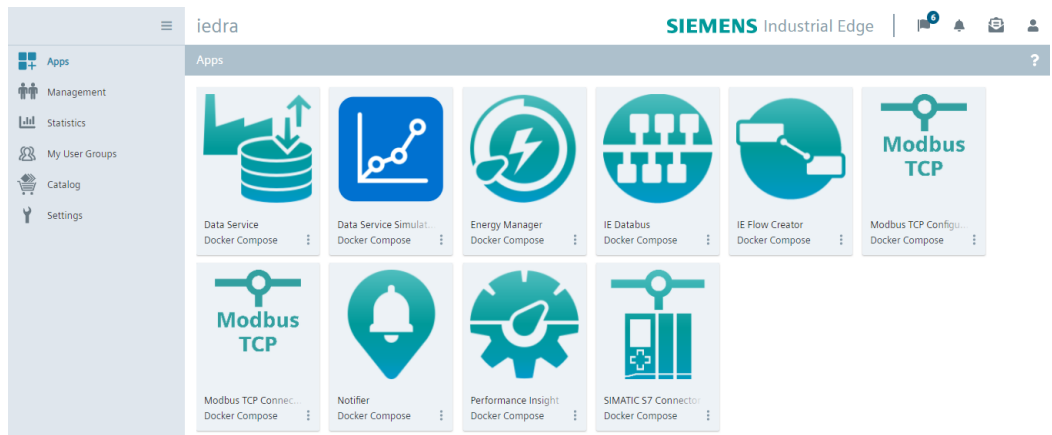 iedra
SIEMENS Industrial Edge
6
Apps
Management
Statistics
My User Groups
Catalog
Settings
Apps
?
Modbus
TCP
Data Service
Docker Compose
Data Service Simulat...
Docker Compose
Energy Manager
Docker Compose
IE Databus
Docker Compose
IE Flow Creator
Docker Compose
Modbus TCP Configu...
Docker Compose
Modbus
TCP
Modbus TCP Connec...
Docker Compose
Notifier
Docker Compose
Performance Insight
Docker Compose
SIMATIC S7 Connector
Docker Compose